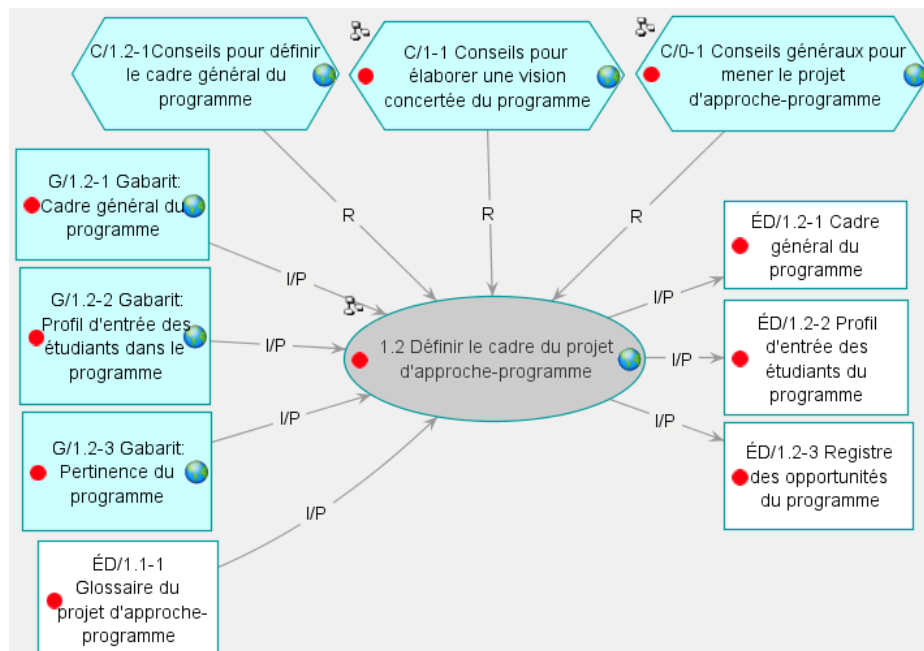 C/1.2-1Conseils pour définir
le cadre général du
programme
C/1-1 Conseils pour
élaborer une vision
concertée du programme
C/0-1 Conseils généraux pour
mener le projet
d'approche-programme
R
R
R
G/1.2-1 Gabarit:
Cadre général du
programme
I/P
G/1.2-2 Gabarit:
Profil d'entrée des
étudiants dans le
programme
I/P
G/1.2-3 Gabarit:
Pertinence du
programme
I/P
ÉD/1.1-1
Glossaire du
projet d'approche-
programme
I/P
1.2 Définir le cadre du projet
d'approche-programme
I/P
ÉD/1.2-1 Cadre
général du
programme
I/P
ÉD/1.2-2 Profil
d'entrée des
étudiants du
programme
I/P
ÉD/1.2-3 Registre
des opportunités
du programme